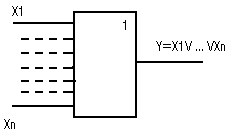 X1
1
Y=X1V ... VXn
Xn